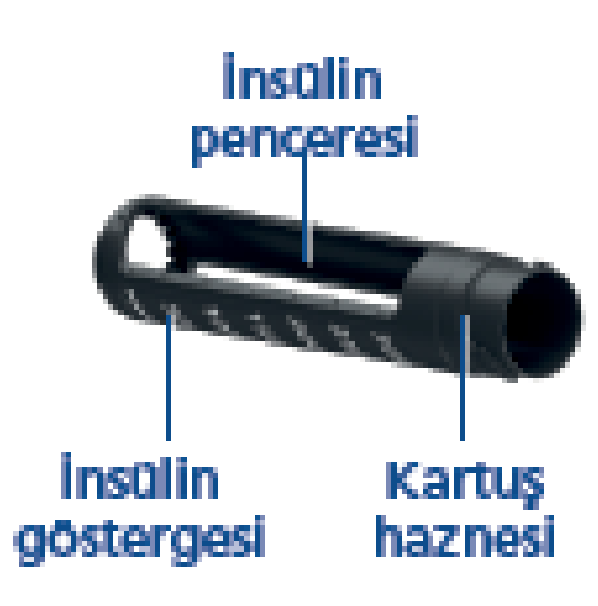 İnsülin
penceresi
İnsülin
göstergesi
Kartuş
haznesi